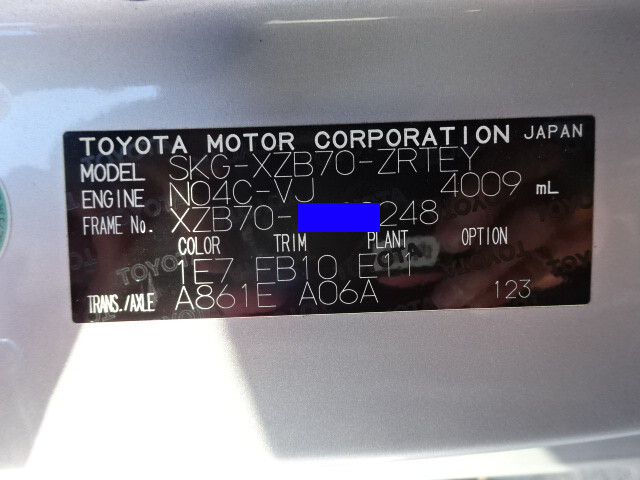 TOYOTA MOTOR CORPORATION JAPAN
MODEL SKG-XZB70-ZRTEY
ENGINE N04C-VJ 4009 mL
FRAME No. XZB70- 248
COLOR TRIM PLANT OPTION
1E7 FB10 E11
TRANS./AXLE A861E A06A 123